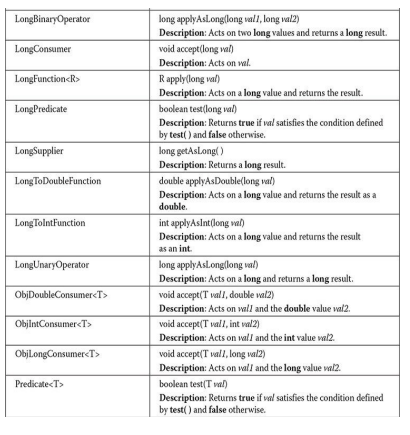 LongBinaryOperator
long applyAsLong(long val1, long val2)
Description: Acts on two long values and returns a long result.
LongConsumer
void accept(long val)
Description: Acts on val.
LongFunction<R>
R apply(long val)
Description: Acts on a long value and returns the result.
LongPredicate
boolean test(long val)
Description: Returns true if val satisfies the condition defined
by test( ) and false otherwise.
LongSupplier
long getAsLong( )
Description: Returns a long result.
LongToDoubleFunction
double applyAsDouble(long val)
Description: Acts on a long value and returns the result as a
double.
LongToIntFunction
int applyAsInt(long val)
Description: Acts on a long value and returns the result
as an int.
LongUnaryOperator
long applyAsLong(long val)
Description: Acts on a long and returns a long result.
ObjDoubleConsumer<T>
void accept(T val1, double val2)
Description: Acts on val1 and the double value val2.
ObjIntConsumer<T>
void accept(T val1, int val2)
Description: Acts on val1 and the int value val2.
ObjLongConsumer<T>
void accept(T val1, long val2)
Description: Acts on val1 and the long value val2.
Predicate<T>
boolean test(T val)
Description: Returns true if val satisfies the condition defined
by test( ) and false otherwise.